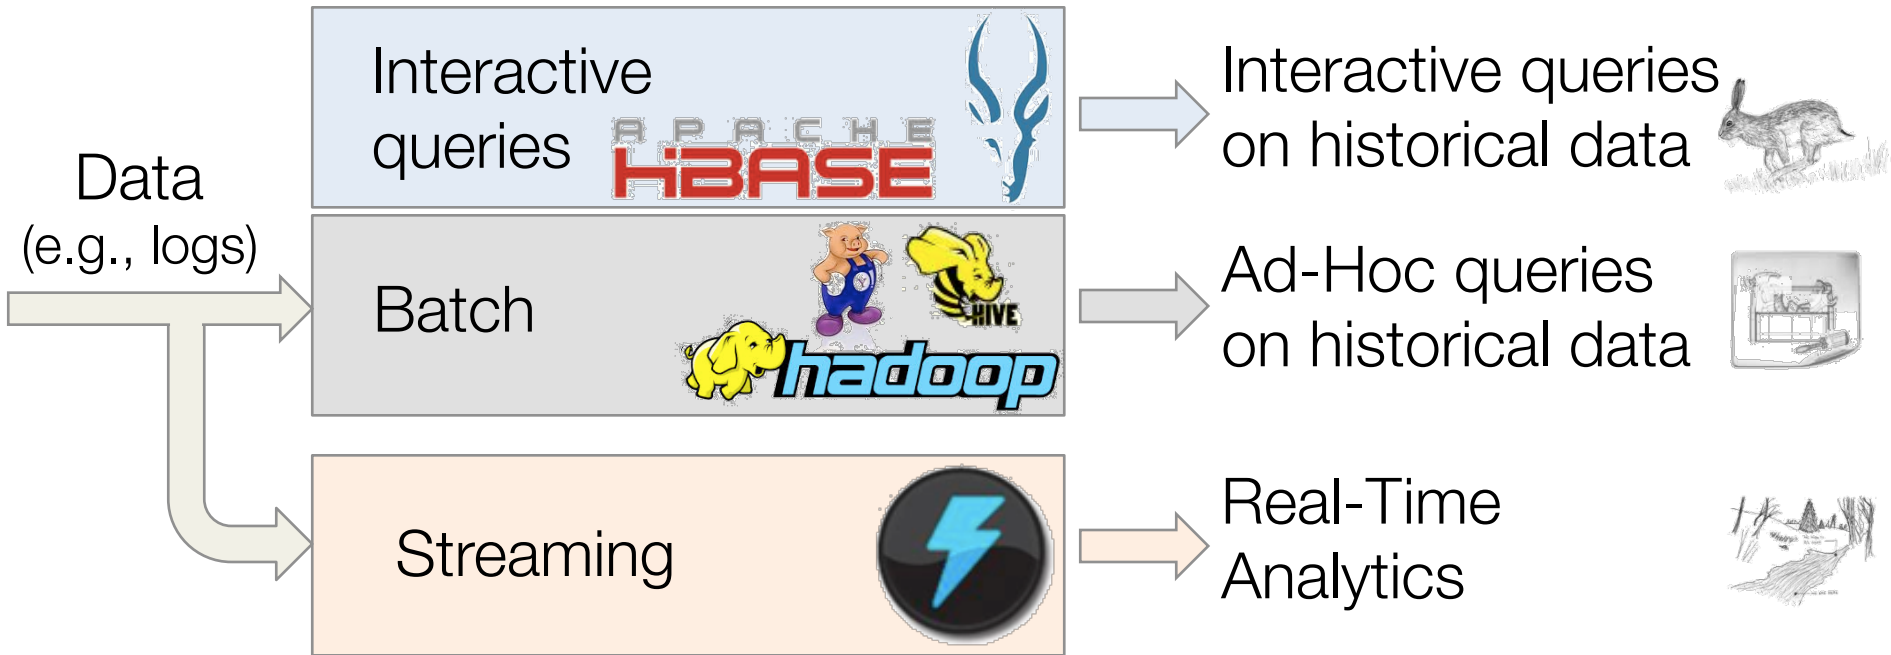 Data
(e.g., logs)
Interactive
queries
APACHE
HBASE
Interactive queries
on historical data
Batch
Y
HIVE
hadoop
Ad-Hoc queries
on historical data
Streaming
Real-Time
Analytics